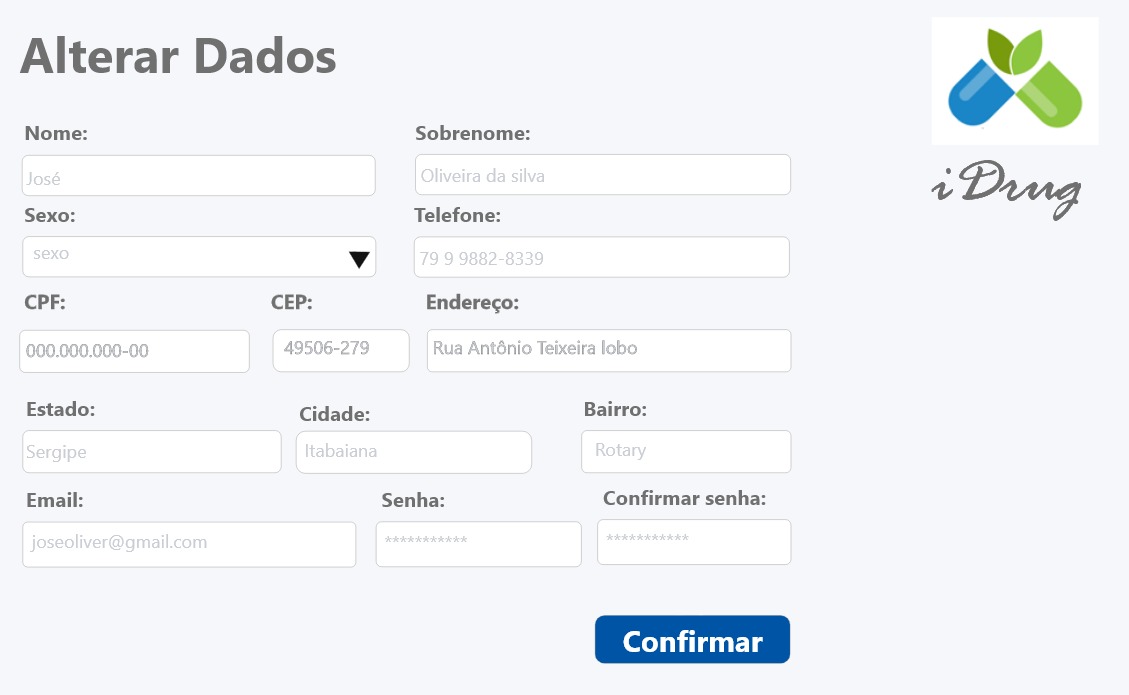 Alterar Dados
iDrug
Nome:
Sobrenome:
José
Oliveira da silva
Sexo:
Telefone:
sexo
79 9 9882-8339
CPF:
CEP:
Endereço:
000.000.000-00
49506-279
Rua Antônio Teixeira lobo
Estado:
Cidade:
Bairro:
Sergipe
Itabaiana
Rotary
Email:
Senha:
Confirmar senha:
joseoliver@gmail.com
***********
***********
Confirmar